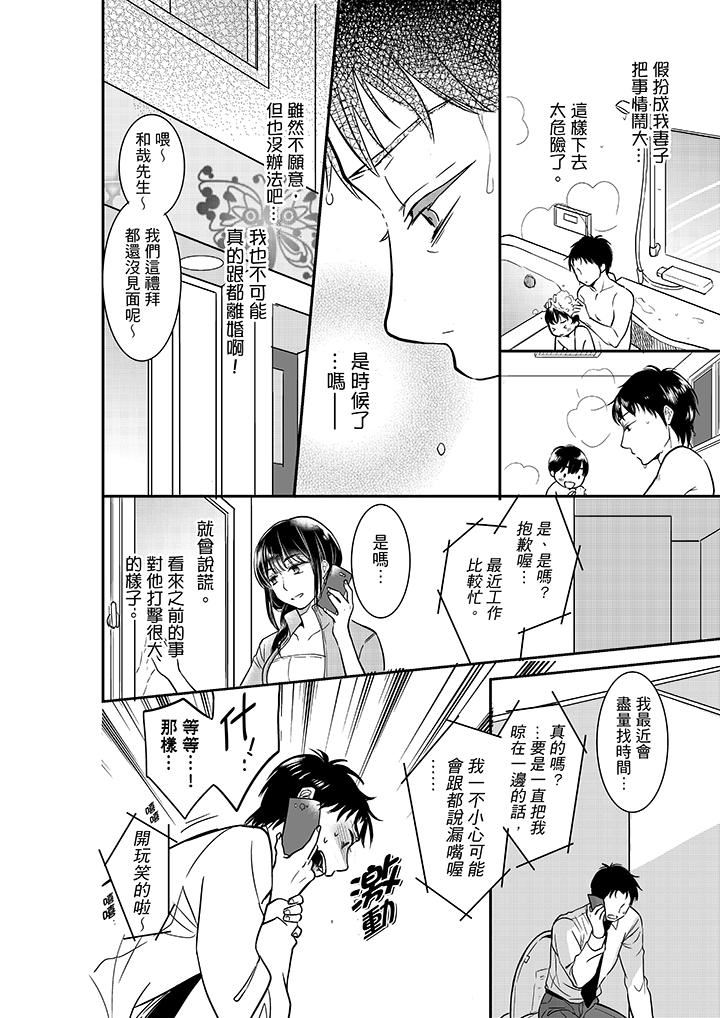 假扮成我妻子
把事情鬧大…
這樣下去
太危險了。
是時候了
…嗎——
雖然不願意，
但也沒辦法吧…
我也不可能——
真的跟都離婚啊！
喂～
和哉先生～
我們這禮拜
都還沒見面呢～
是、是嗎？
抱歉喔…
最近工作
比較忙。
是嗎…
就會說謊。
看來之前的事
對他打擊很大
的樣子。
我最近會
盡量找時間…
真的嗎？
…要是一直把我
晾在一邊的話，
我一不小心可能
會跟都說漏嘴喔
……
什！
等等…！
那樣…
激動
嘻嘻
開玩笑的啦～
嘻嘻